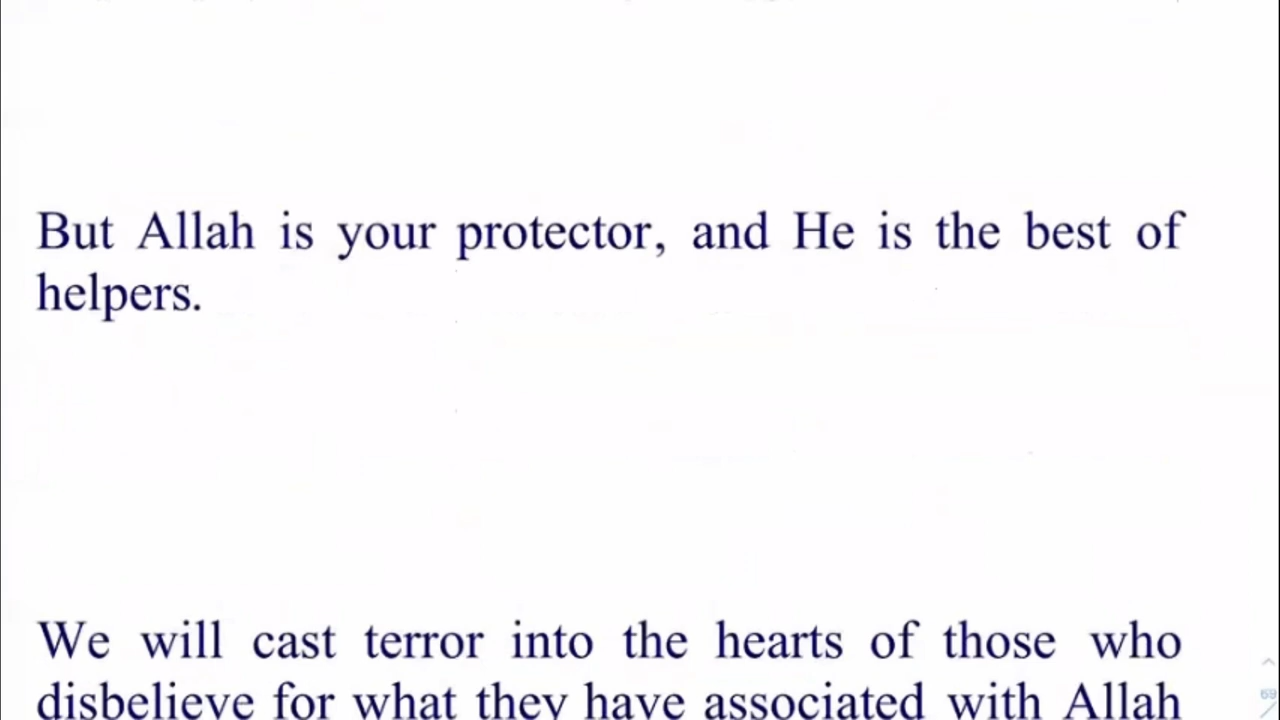 But Allah is your protector, and He is the best of
helpers.
We will cast terror into the hearts of those who
disbelieve for what they have associated with Allah
69